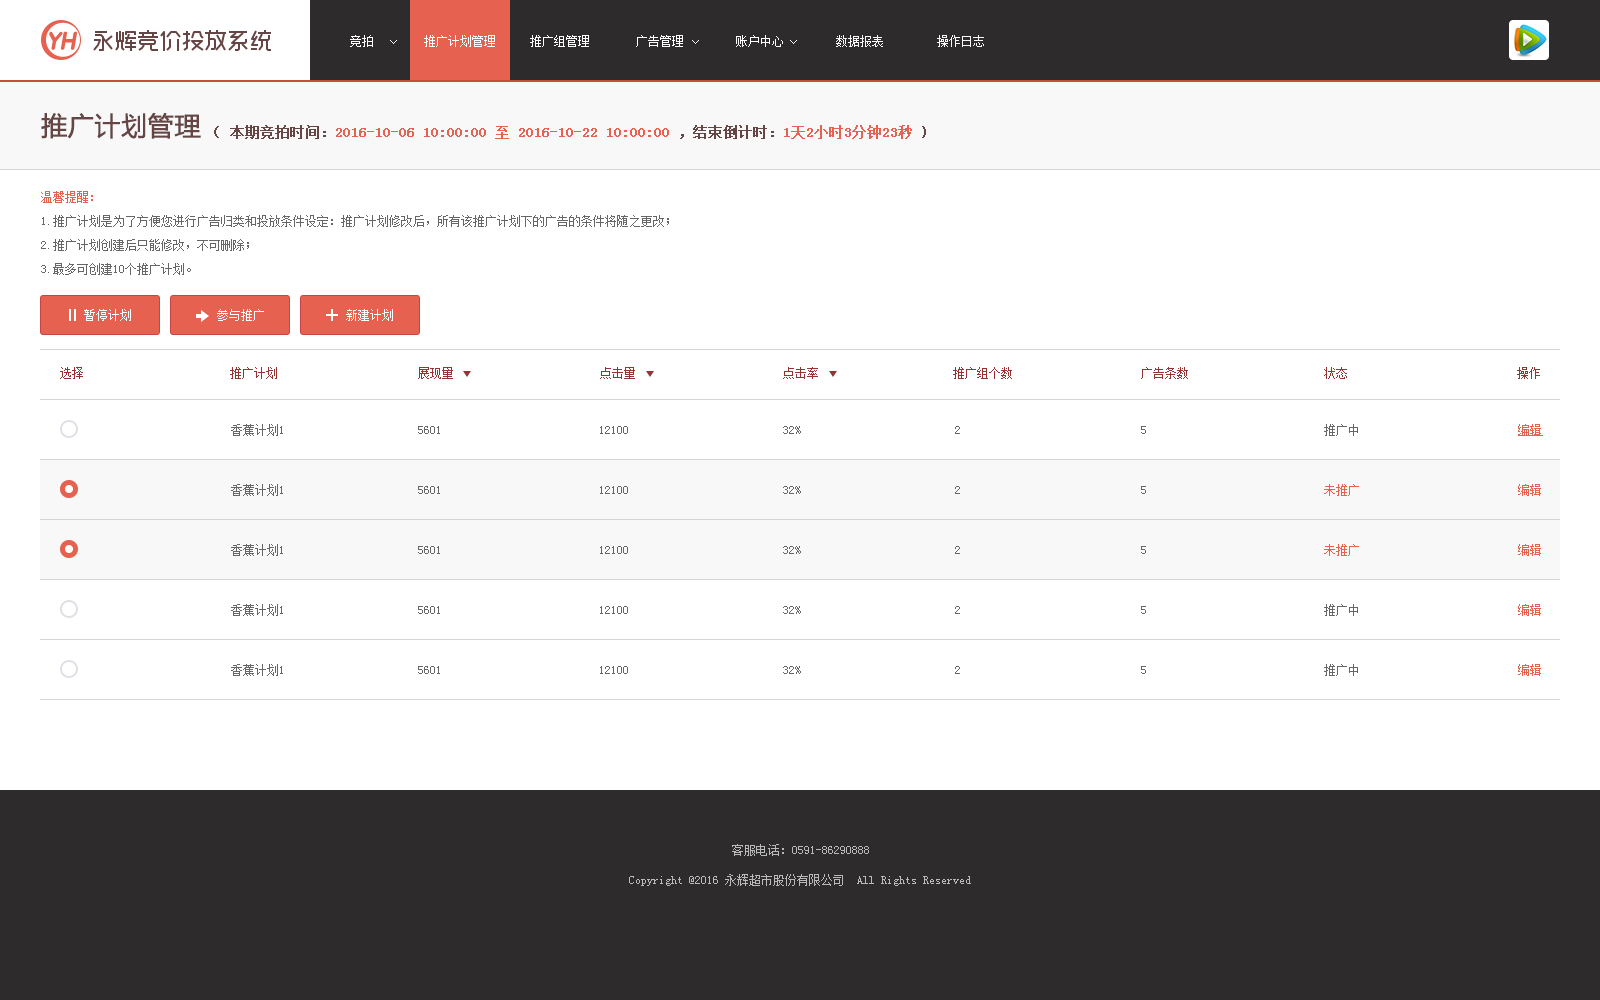 YH 永辉竞价投放系统 竞拍 推广计划管理 推广组管理 广告管理 账户中心 数据报表 操作日志
推广计划管理 （ 本期竞拍时间：2016-10-06 10:00:00 至 2016-10-22 10:00:00 ，结束倒计时：1天2小时3分钟23秒 ）
温馨提醒：
1.推广计划是为了方便您进行广告归类和投放条件设定：推广计划修改后，所有该推广计划下的广告的条件将随之更改；
2.推广计划创建后只能修改，不可删除；
3.最多可创建10个推广计划。
暂停计划 参与推广 新建计划
选择 推广计划 展现量 点击量 点击率 推广组个数 广告条数 状态 操作
香蕉计划1 5601 12100 32% 2 5 推广中 编辑
香蕉计划1 5601 12100 32% 2 5 未推广 编辑
香蕉计划1 5601 12100 32% 2 5 未推广 编辑
香蕉计划1 5601 12100 32% 2 5 推广中 编辑
香蕉计划1 5601 12100 32% 2 5 推广中 编辑
客服电话：0591-86290888
Copyright @2016 永辉超市股份有限公司 All Rights Reserved